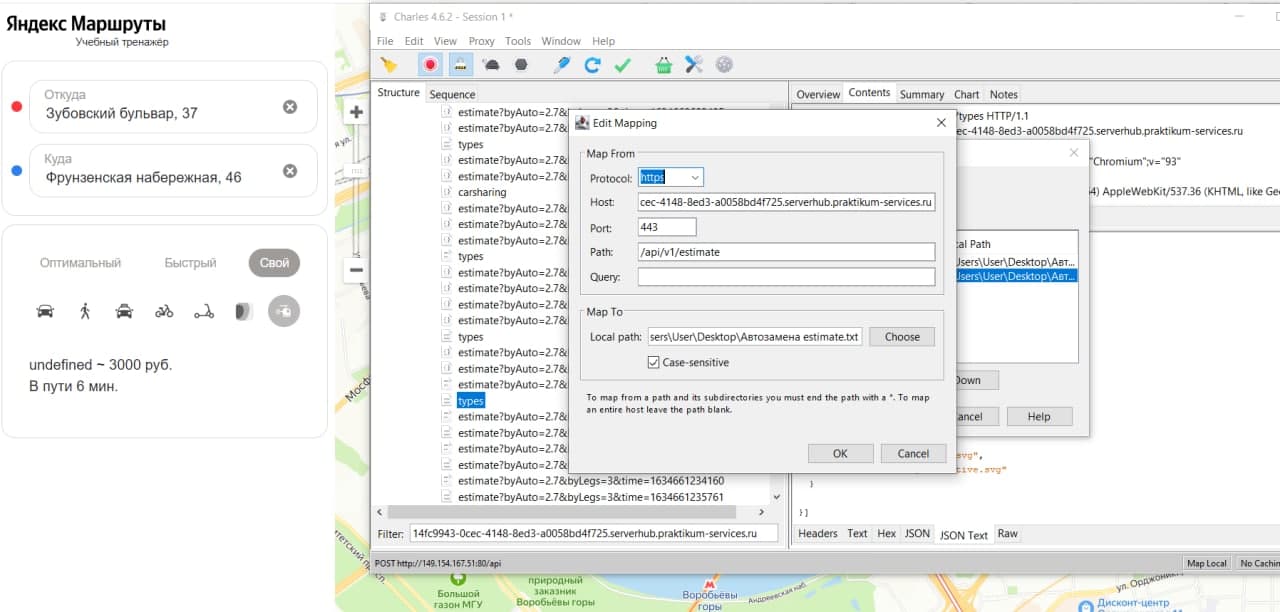 Яндекс Маршруты
Учебный тренажёр
Откуда
Зубовский бульвар, 37
Куда
Фрунзенская набережная, 46
Оптимальный
Быстрый
Свой
undefined ~ 3000 руб.
В пути 6 мин.
Charles 4.6.2 - Session 1 *
File Edit View Proxy Tools Window Help
Structure Sequence
estimate?byAuto=2.7&
types
estimate?byAuto=2.7&
estimate?byAuto=2.7&
carsharing
estimate?byAuto=2.7&
estimate?byAuto=2.7&
estimate?byAuto=2.7&
types
estimate?byAuto=2.7&
estimate?byAuto=2.7&
estimate?byAuto=2.7&
estimate?byAuto=2.7&
types
estimate?byAuto=2.7&
estimate?byAuto=2.7&
estimate?byAuto=2.7&
types
estimate?byAuto=2.7&
estimate?byAuto=2.7&
estimate?byAuto=2.7&
estimate?byAuto=2.7&
estimate?byAuto=2.7&byLegs=3&time=1634661234160
estimate?byAuto=2.7&byLegs=3&time=1634661235761
Filter: 14fc9943-0cec-4148-8ed3-a0058bd4f725.serverhub.praktikum-services.ru
POST http://149.154.167.51:80/api
Map Local
No Cachin
Overview Contents Summary Chart Notes
/types HTTP/1.1
ec-4148-8ed3-a0058bd4f725.serverhub.praktikum-services.ru
"Chromium";v="93"
4) AppleWebKit/537.36 (KHTML, like Gec
cal Path
Users\User\Desktop\Авт...
Users\User\Desktop\Авт...
Down
ancel
Help
svg",
tive.svg"
}
}]
Headers Text Hex JSON JSON Text Raw
Edit Mapping
Map From
Protocol: https
Host: cec-4148-8ed3-a0058bd4f725.serverhub.praktikum-services.ru
Port: 443
Path: /api/v1/estimate
Query:
Map To
Local path: sers\User\Desktop\Автозамена estimate.txt Choose
Case-sensitive
To map from a path and its subdirectories you must end the path with a *. To map
an entire host leave the path blank.
OK Cancel
Большой
газон МГУ
природный
заказник
Воробьёвы горы
Воробьёвы
горы
Андреевская наб.
ул. Орджоники
Дисконт-центр